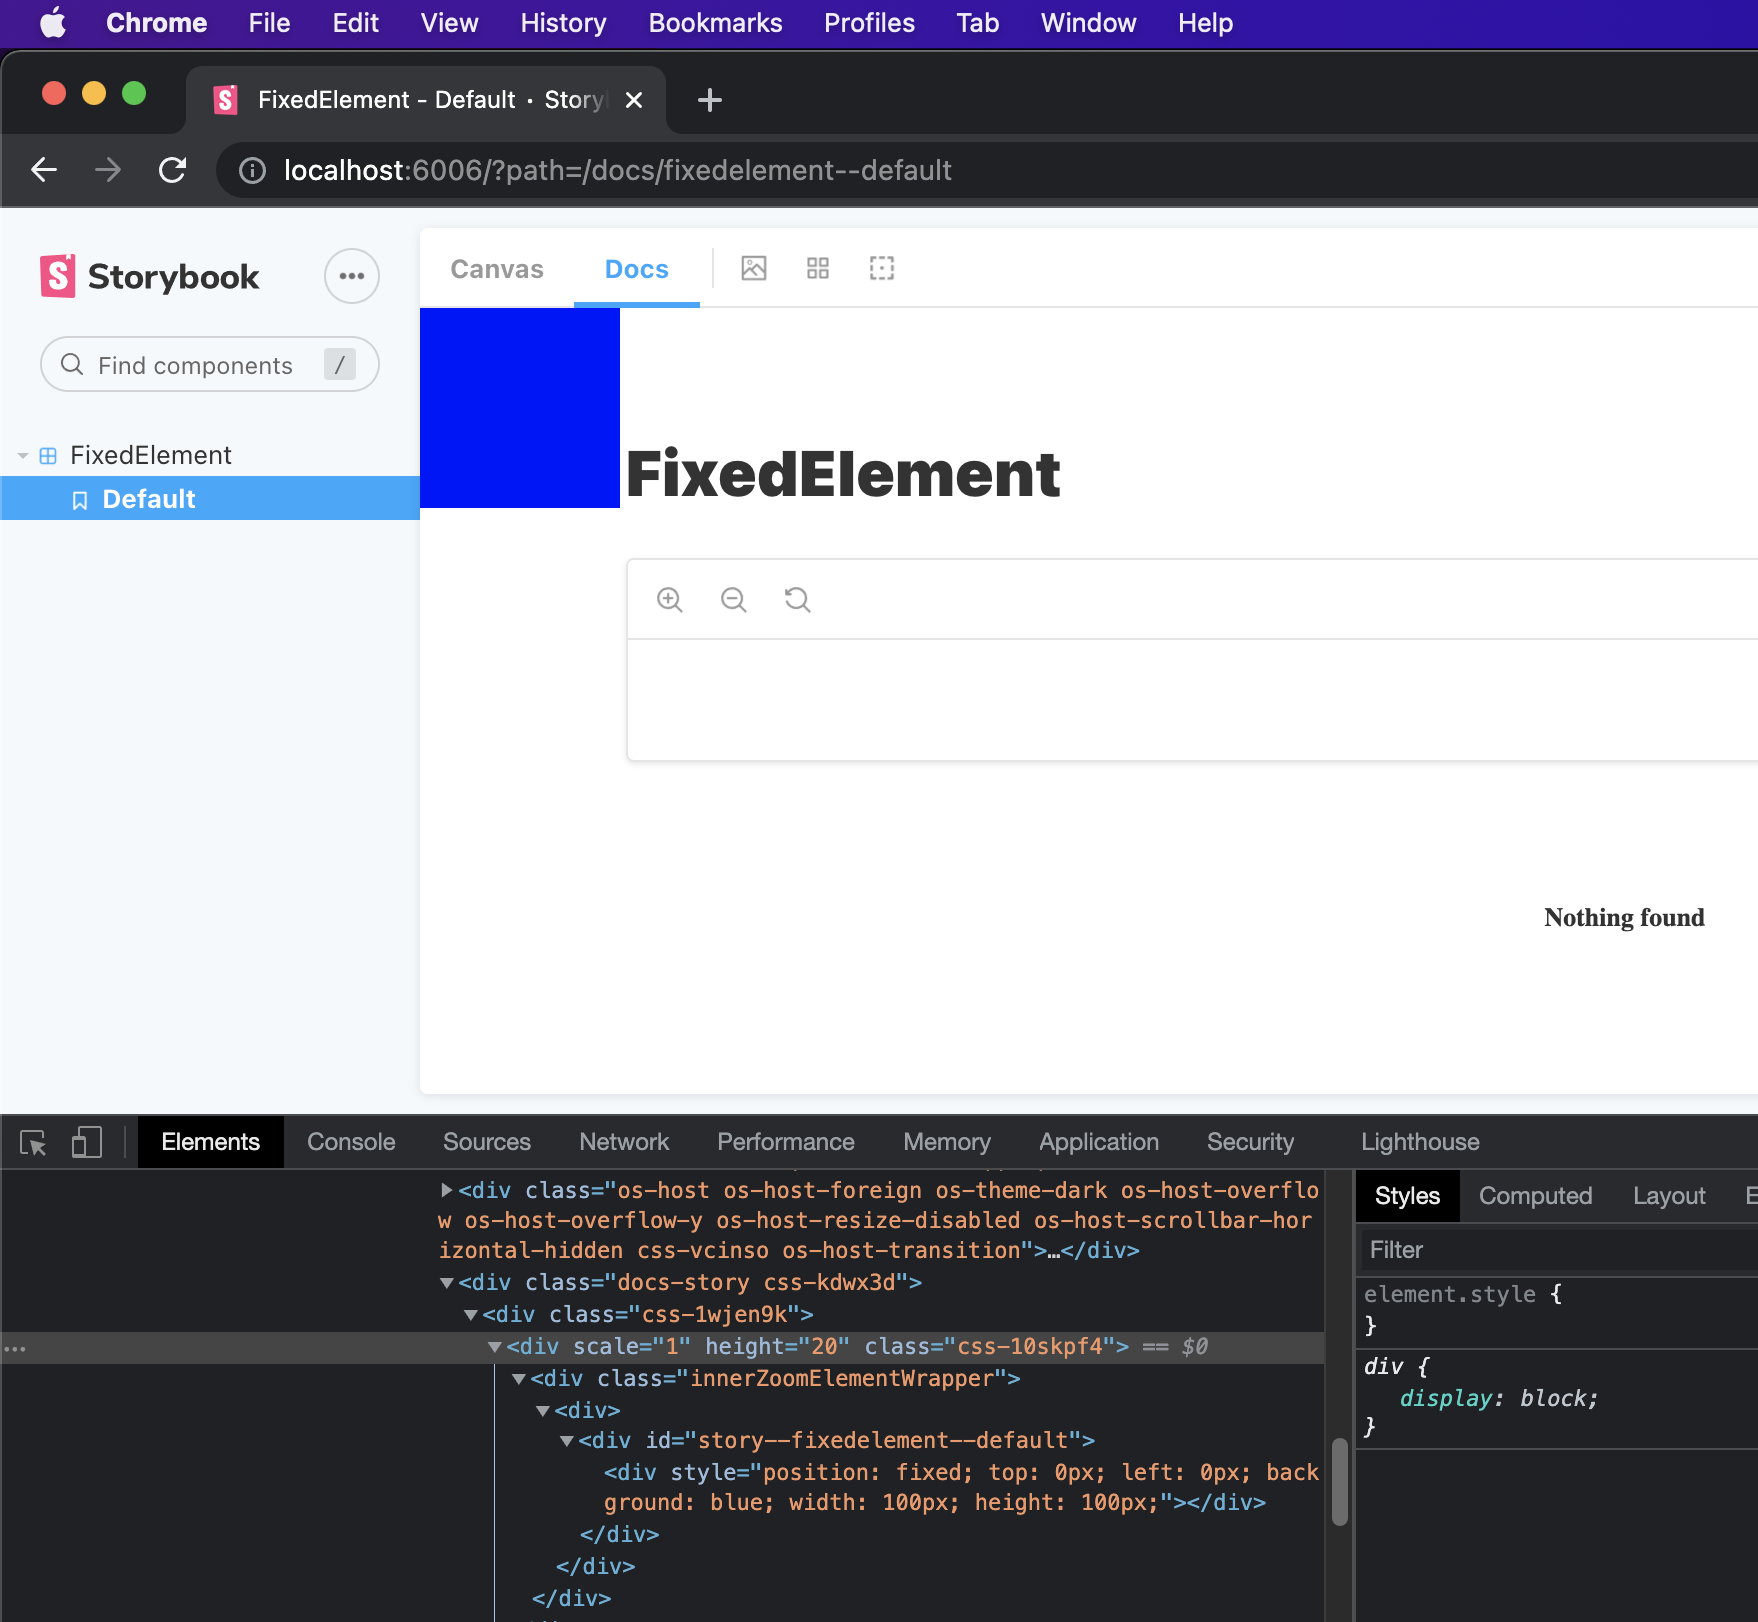 Chrome File Edit View History Bookmarks Profiles Tab Window Help
FixedElement - Default · Story
localhost:6006/?path=/docs/fixedelement--default
Storybook
Canvas Docs
Find components /
FixedElement
Default
FixedElement
Nothing found
Elements Console Sources Network Performance Memory Application Security Lighthouse
<div class="os-host os-host-foreign os-theme-dark os-host-overflo
w os-host-overflow-y os-host-resize-disabled os-host-scrollbar-hor
izontal-hidden css-vcinso os-host-transition">…</div>
<div class="docs-story css-kdwx3d">
<div class="css-1wjen9k">
<div scale="1" height="20" class="css-10skpf4"> == $0
<div class="innerZoomElementWrapper">
<div>
<div id="story--fixedelement--default">
<div style="position: fixed; top: 0px; left: 0px; back
ground: blue; width: 100px; height: 100px;"></div>
</div>
</div>
</div>
Styles Computed Layout E
Filter
element.style {
}
div {
display: block;
}